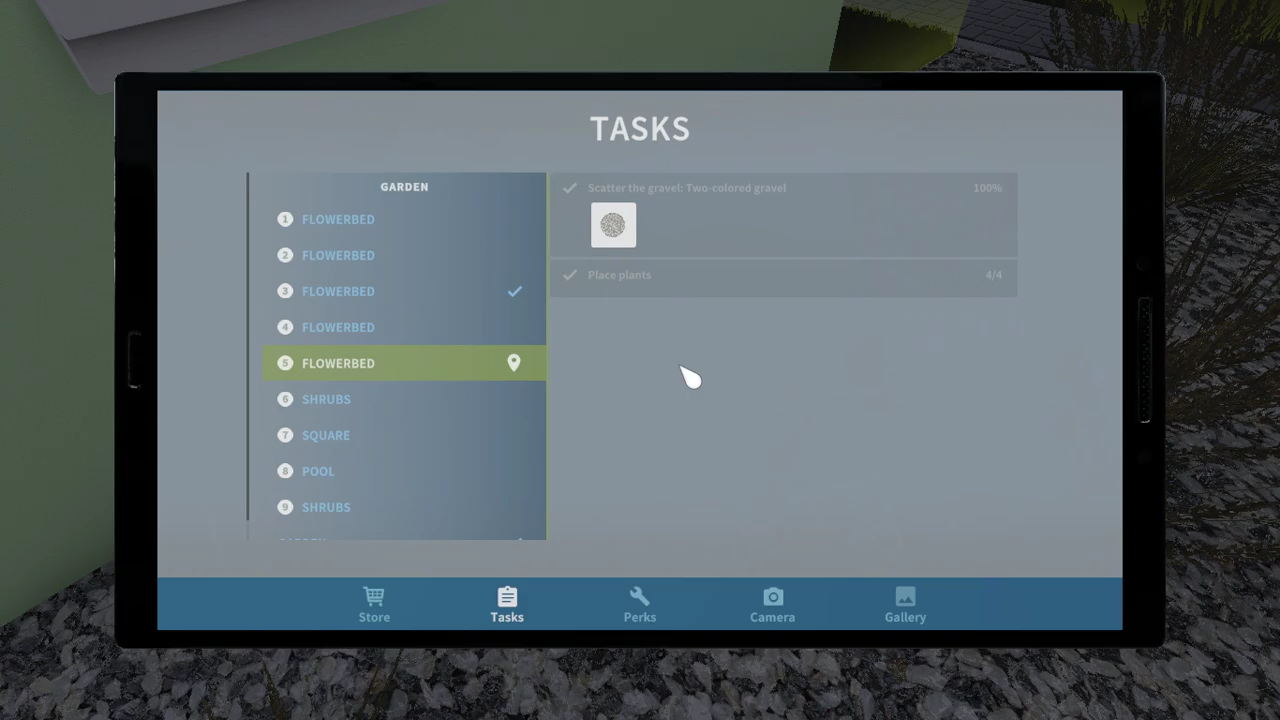 TASKS
GARDEN
1 FLOWERBED
2 FLOWERBED
3 FLOWERBED
4 FLOWERBED
5 FLOWERBED
6 SHRUBS
7 SQUARE
8 POOL
9 SHRUBS
Scatter the gravel: Two-colored gravel 100%
Place plants 4/4
Store Tasks Perks Camera Gallery